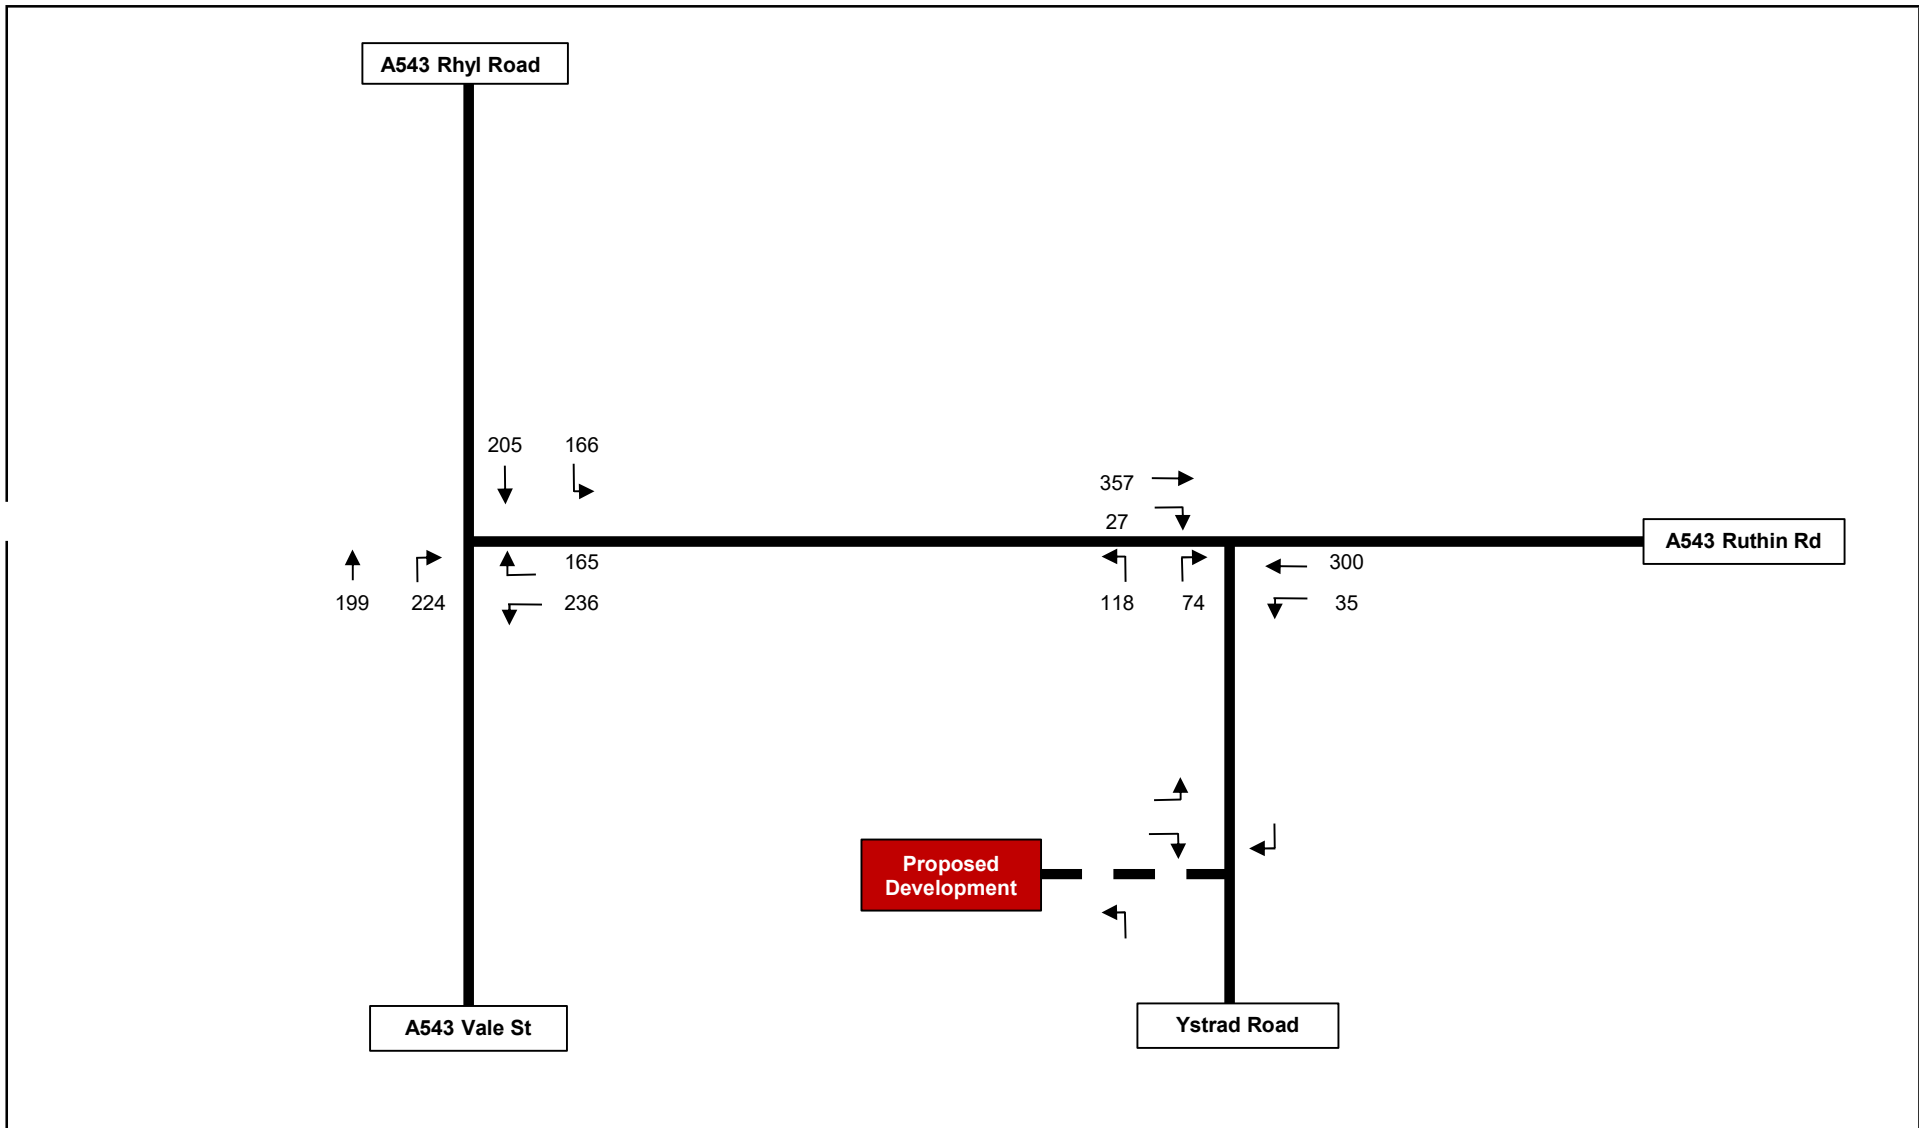 A543 Rhyl Road
205 166
357
27
A543 Ruthin Rd
165
300
199 224 236
118 74 35
Proposed
Development
A543 Vale St
Ystrad Road